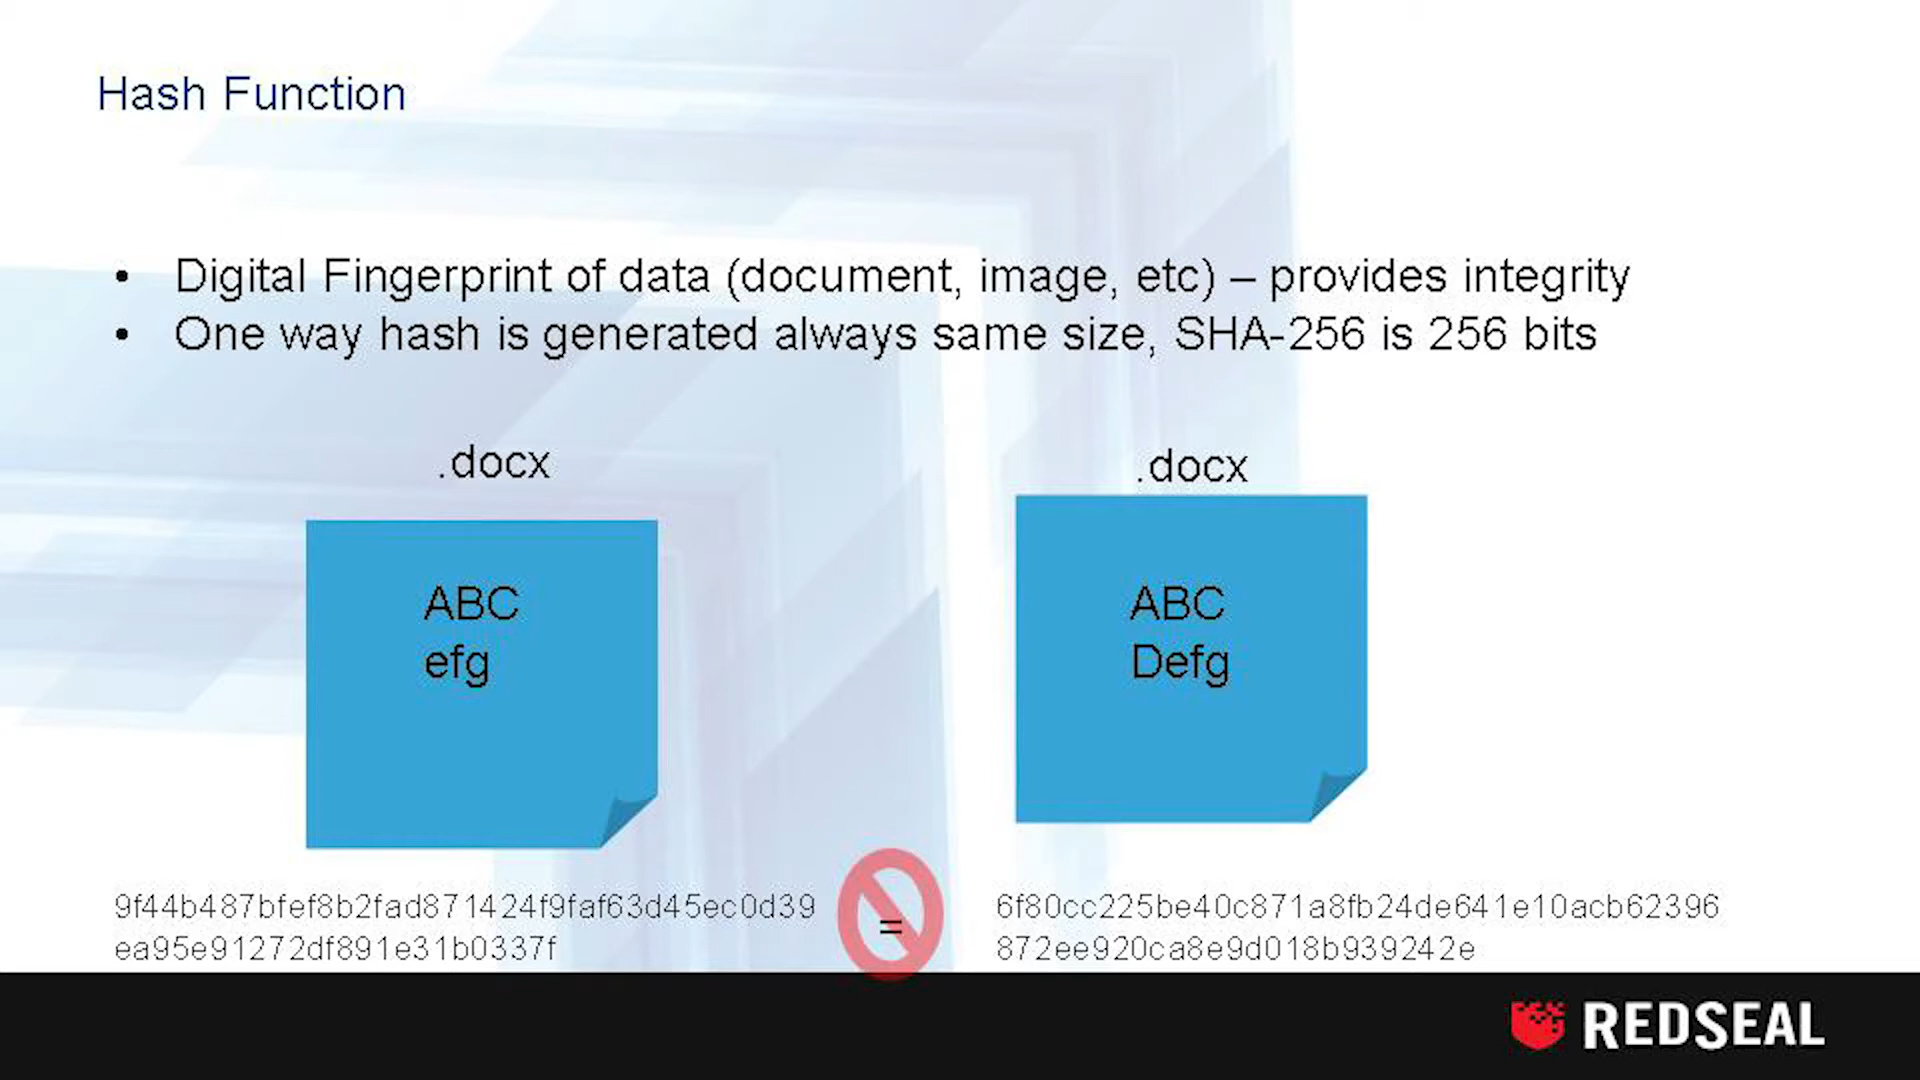 Hash Function
• Digital Fingerprint of data (document, image, etc) – provides integrity
• One way hash is generated always same size, SHA-256 is 256 bits
.docx
ABC
efg
9f44b487bfef8b2fad871424f9faf63d45ec0d39
ea95e91272df891e31b0337f
=
.docx
ABC
Defg
6f80cc225be40c871a8fb24de641e10acb62396
872ee920ca8e9d018b939242e
REDSEAL